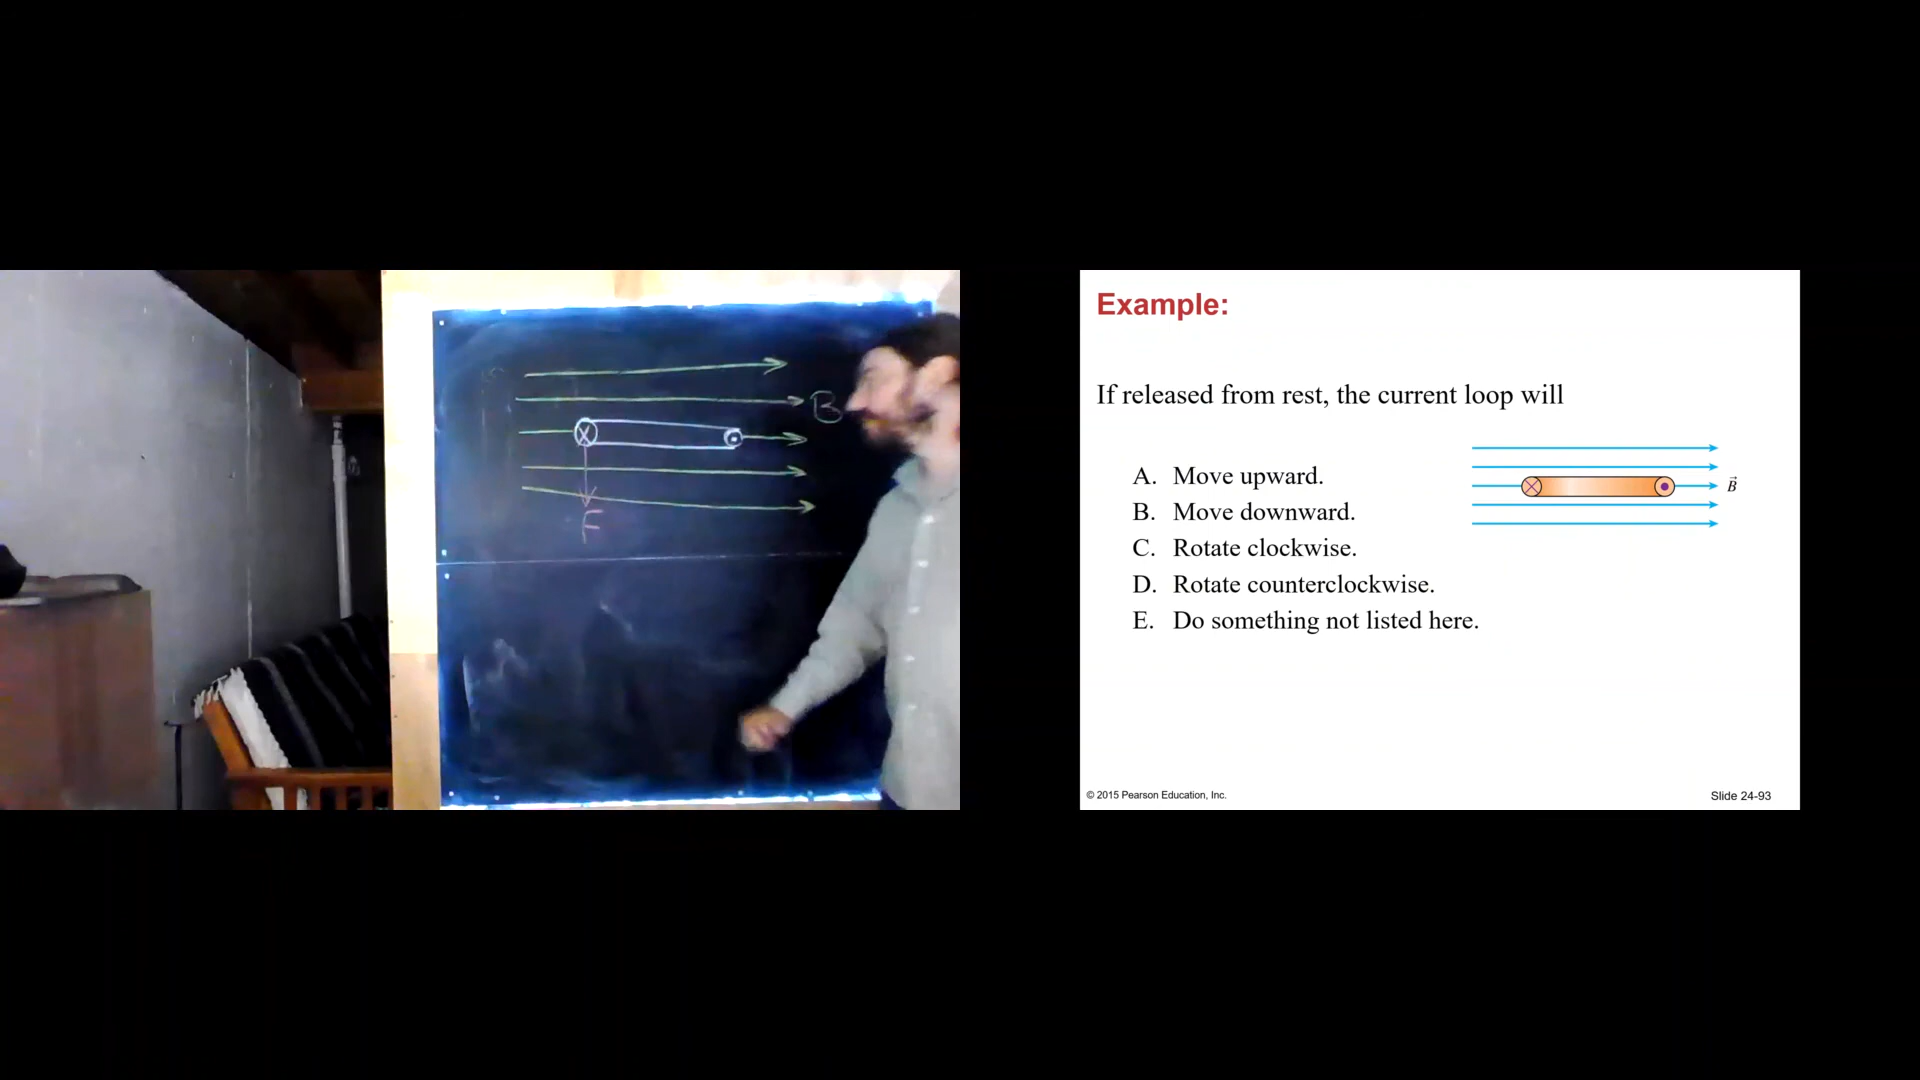 B
F
Example:
If released from rest, the current loop will
A. Move upward.
B. Move downward.
C. Rotate clockwise.
D. Rotate counterclockwise.
E. Do something not listed here.
B⃗
© 2015 Pearson Education, Inc.
Slide 24-93